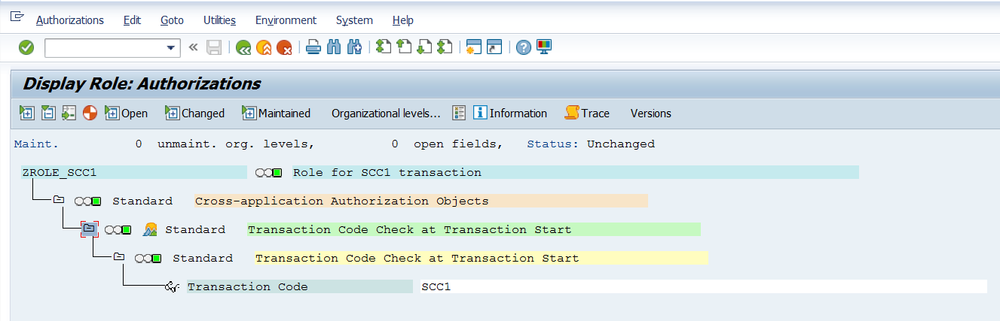 Authorizations Edit Goto Utilities Environment System Help
Display Role: Authorizations
Open Changed Maintained Organizational levels... Information Trace Versions
Maint. 0 unmaint. org. levels, 0 open fields, Status: Unchanged
ZROLE_SCC1 Role for SCC1 transaction
Standard Cross-application Authorization Objects
Standard Transaction Code Check at Transaction Start
Standard Transaction Code Check at Transaction Start
Transaction Code SCC1